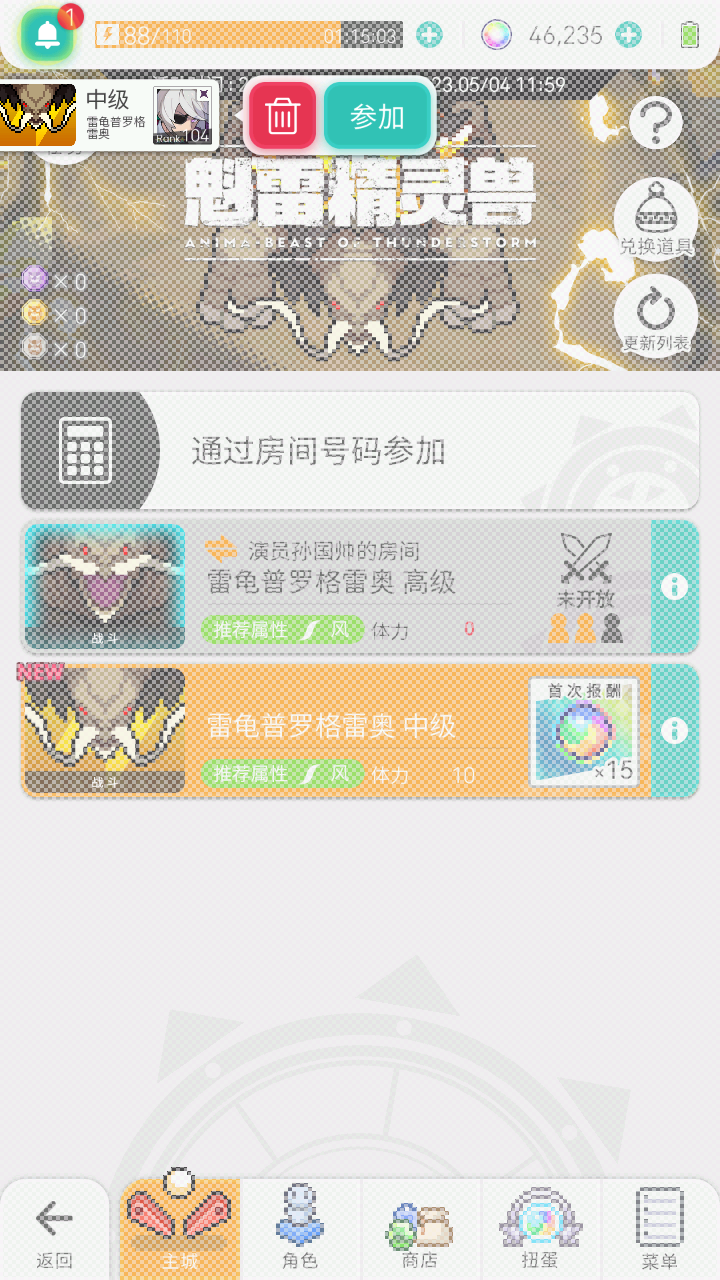 1
88/110
01:15:03
46,235
23.05/04 11:59
中级
雷龟普罗格
雷奥
Rank 104
参加
魁雷精灵兽
ANIMA-BEAST OF THUNDERSTORM
兑换道具
×0
×0
×0
更新列表
通过房间号码参加
演员孙国帅的房间
雷龟普罗格雷奥 高级
未开放
战斗
推荐属性 风 体力 0
NEW
首次报酬
雷龟普罗格雷奥 中级
×15
战斗
推荐属性 风 体力 10
返回
主城
角色
商店
扭蛋
菜单